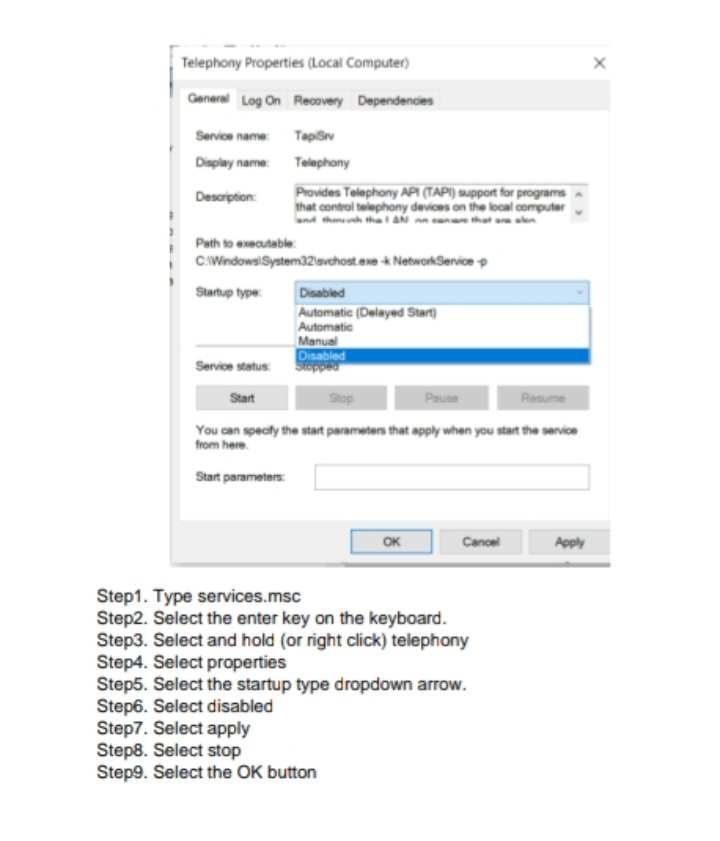 Telephony Properties (Local Computer)
General Log On Recovery Dependencies
Service name: TapiSrv
Display name: Telephony
Description: Provides Telephony API (TAPI) support for programs
that control telephony devices on the local computer
and, through the LAN, on servers that are also
Path to executable:
C:\Windows\System32\svchost.exe -k NetworkService -p
Startup type: Disabled
Automatic (Delayed Start)
Automatic
Manual
Disabled
Service status: Stopped
Start Stop Pause Resume
You can specify the start parameters that apply when you start the service
from here.
Start parameters:
OK Cancel Apply
Step1. Type services.msc
Step2. Select the enter key on the keyboard.
Step3. Select and hold (or right click) telephony
Step4. Select properties
Step5. Select the startup type dropdown arrow.
Step6. Select disabled
Step7. Select apply
Step8. Select stop
Step9. Select the OK button